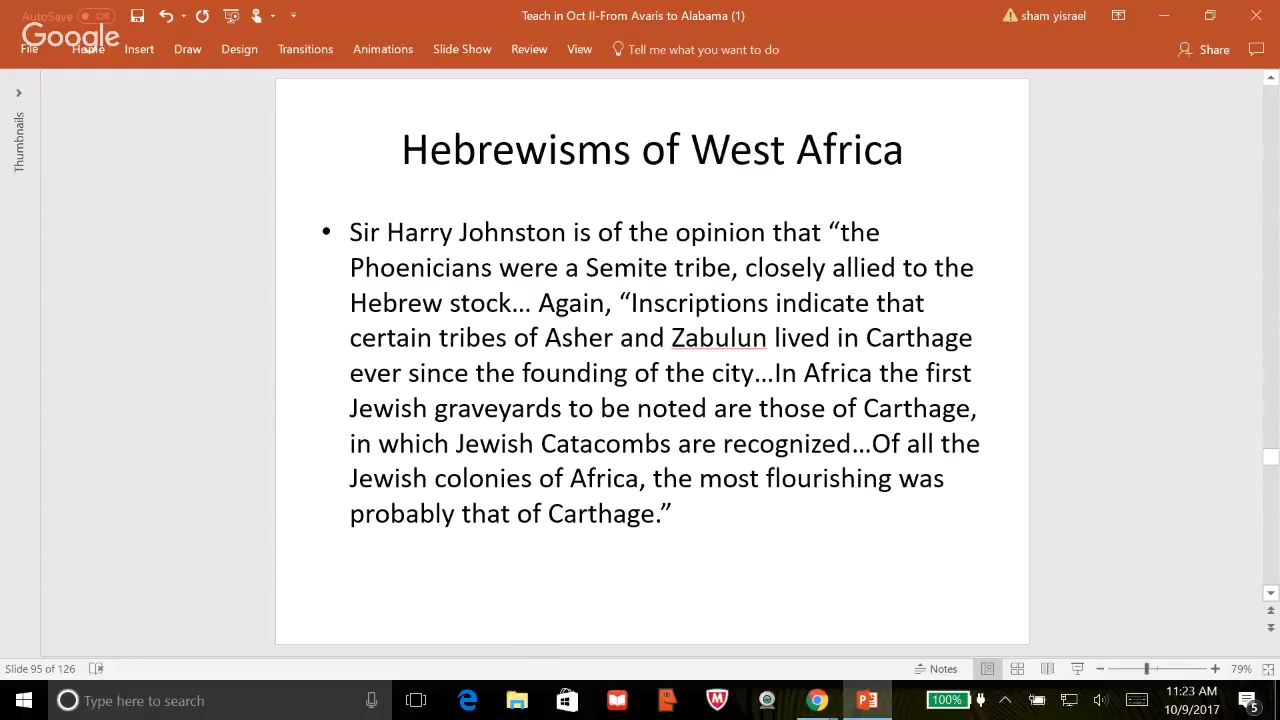 AutoSave Off
Teach in Oct II-From Avaris to Alabama (1)
sham yisrael
Google
File Home Insert Draw Design Transitions Animations Slide Show Review View Tell me what you want to do Share
Thumbnails
Hebrewisms of West Africa
• Sir Harry Johnston is of the opinion that “the
Phoenicians were a Semite tribe, closely allied to the
Hebrew stock... Again, “Inscriptions indicate that
certain tribes of Asher and Zabulun lived in Carthage
ever since the founding of the city...In Africa the first
Jewish graveyards to be noted are those of Carthage,
in which Jewish Catacombs are recognized...Of all the
Jewish colonies of Africa, the most flourishing was
probably that of Carthage.”
Slide 95 of 126
Notes
79%
Type here to search
100%
11:23 AM
10/9/2017
5